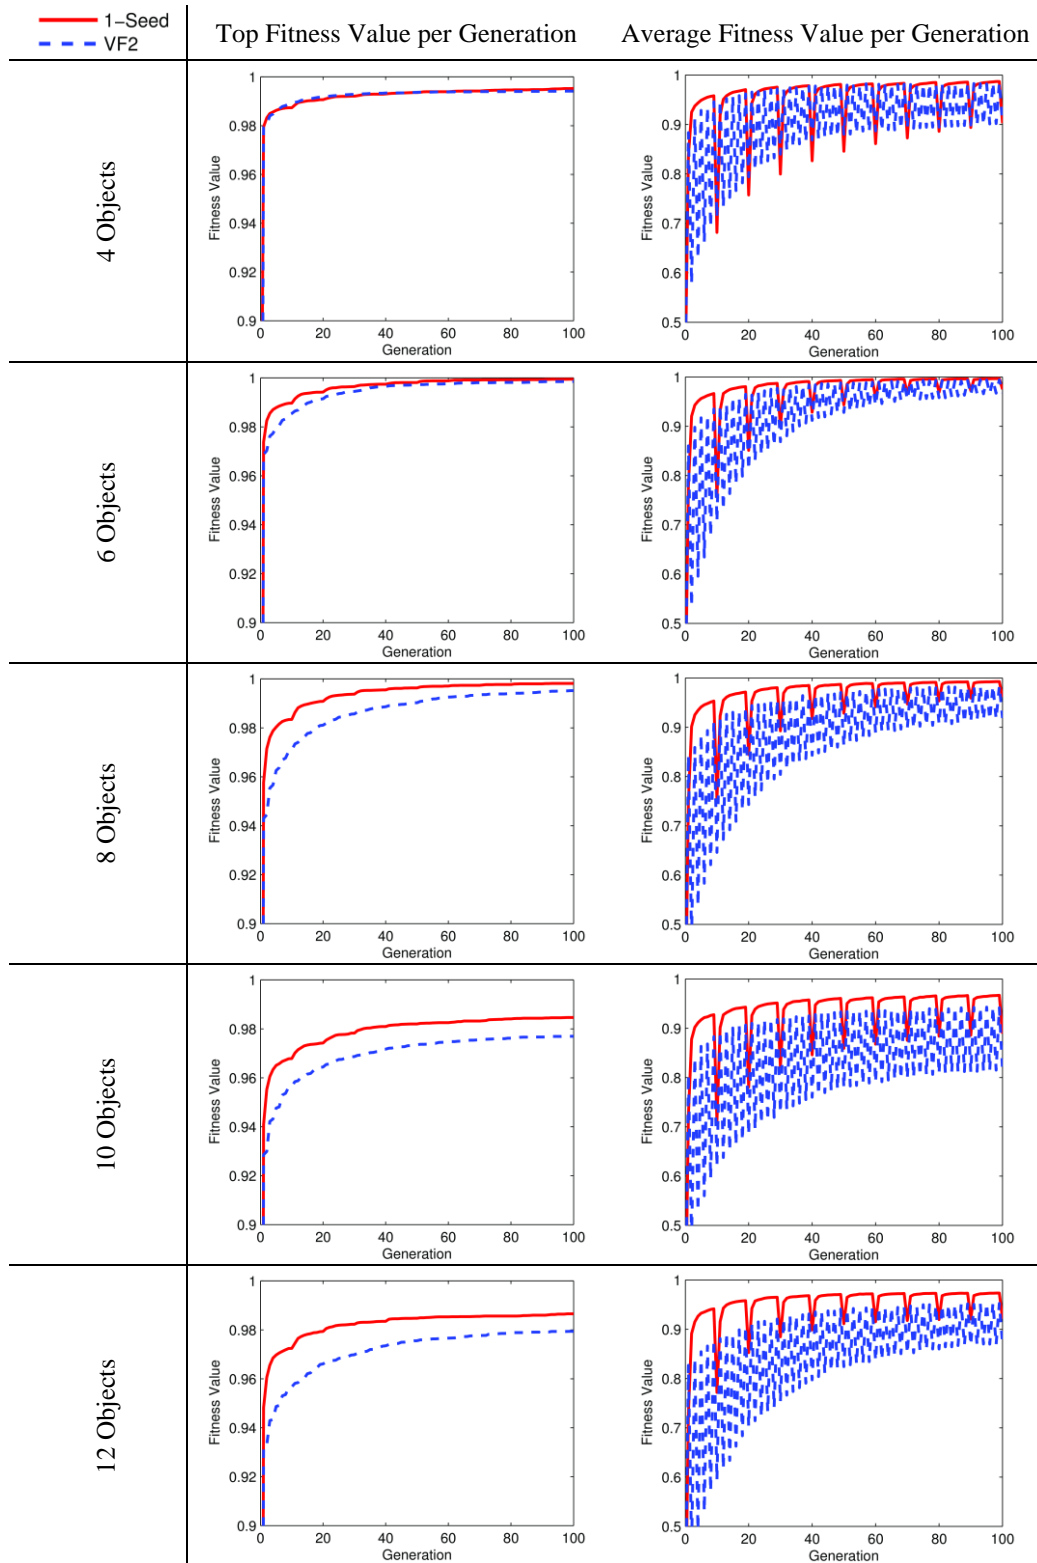 1-Seed
VF2
Top Fitness Value per Generation
Average Fitness Value per Generation
4 Objects
1
0.98
0.96
0.94
0.92
0.9
Fitness Value
0 20 40 60 80 100
Generation
1
0.9
0.8
0.7
0.6
0.5
Fitness Value
0 20 40 60 80 100
Generation
6 Objects
1
0.98
0.96
0.94
0.92
0.9
Fitness Value
0 20 40 60 80 100
Generation
1
0.9
0.8
0.7
0.6
0.5
Fitness Value
0 20 40 60 80 100
Generation
8 Objects
1
0.98
0.96
0.94
0.92
0.9
Fitness Value
0 20 40 60 80 100
Generation
1
0.9
0.8
0.7
0.6
0.5
Fitness Value
0 20 40 60 80 100
Generation
10 Objects
1
0.98
0.96
0.94
0.92
0.9
Fitness Value
0 20 40 60 80 100
Generation
1
0.9
0.8
0.7
0.6
0.5
Fitness Value
0 20 40 60 80 100
Generation
12 Objects
1
0.98
0.96
0.94
0.92
0.9
Fitness Value
0 20 40 60 80 100
Generation
1
0.9
0.8
0.7
0.6
0.5
Fitness Value
0 20 40 60 80 100
Generation